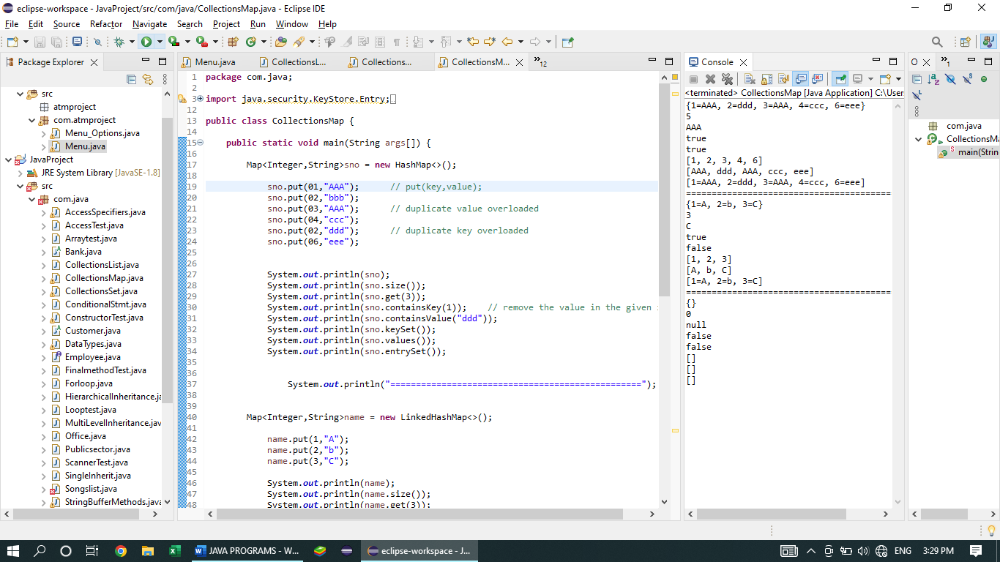 eclipse-workspace - JavaProject/src/com/java/CollectionsMap.java - Eclipse IDE
File Edit Source Refactor Navigate Search Project Run Window Help
Package Explorer
src
atmproject
com.atmproject
Menu_Options.java
Menu.java
JavaProject
JRE System Library [JavaSE-1.8]
src
com.java
AccessSpecifiers.java
AccessTest.java
Arraytest.java
Bank.java
CollectionsList.java
CollectionsMap.java
CollectionsSet.java
ConditionalStmt.java
ConstructorTest.java
Customer.java
DataTypes.java
Employee.java
FinalmethodTest.java
Forloop.java
HierarchicalInheritance.ja
Looptest.java
MultiLevelInheritance.jav
Office.java
Publicsector.java
ScannerTest.java
SingleInherit.java
Songslist.java
StringBufferMethods.java
Menu.java CollectionsL... Collections... CollectionsM... »12
1 package com.java;
2
3 import java.security.KeyStore.Entry;
12
13 public class CollectionsMap {
14
15 public static void main(String args[]) {
16
17 Map<Integer,String>sno = new HashMap<>();
18
19 sno.put(01,"AAA"); // put(key,value);
20 sno.put(02,"bbb");
21 sno.put(03,"AAA"); // duplicate value overloaded
22 sno.put(04,"ccc");
23 sno.put(02,"ddd"); // duplicate key overloaded
24 sno.put(06,"eee");
25
26
27 System.out.println(sno);
28 System.out.println(sno.size());
29 System.out.println(sno.get(3));
30 System.out.println(sno.containsKey(1)); // remove the value in the given
31 System.out.println(sno.containsValue("ddd"));
32 System.out.println(sno.keySet());
33 System.out.println(sno.values());
34 System.out.println(sno.entrySet());
35
36
37 System.out.println("=================================================");
38
39
40 Map<Integer,String>name = new LinkedHashMap<>();
41
42 name.put(1,"A");
43 name.put(2,"b");
44 name.put(3,"C");
45
46 System.out.println(name);
47 System.out.println(name.size());
48 System.out.println(name.get(3));
Console
<terminated> CollectionsMap [Java Application] C:\User
{1=AAA, 2=ddd, 3=AAA, 4=ccc, 6=eee}
5
AAA
true
true
[1, 2, 3, 4, 6]
[AAA, ddd, AAA, ccc, eee]
[1=AAA, 2=ddd, 3=AAA, 4=ccc, 6=eee]
========================================
{1=A, 2=b, 3=C}
3
C
true
false
[1, 2, 3]
[A, b, C]
[1=A, 2=b, 3=C]
========================================
{}
0
null
false
false
[]
[]
[]
O »1
com.java
CollectionsMa
main(Strin
JAVA PROGRAMS - W... eclipse-workspace - J... ENG 3:29 PM